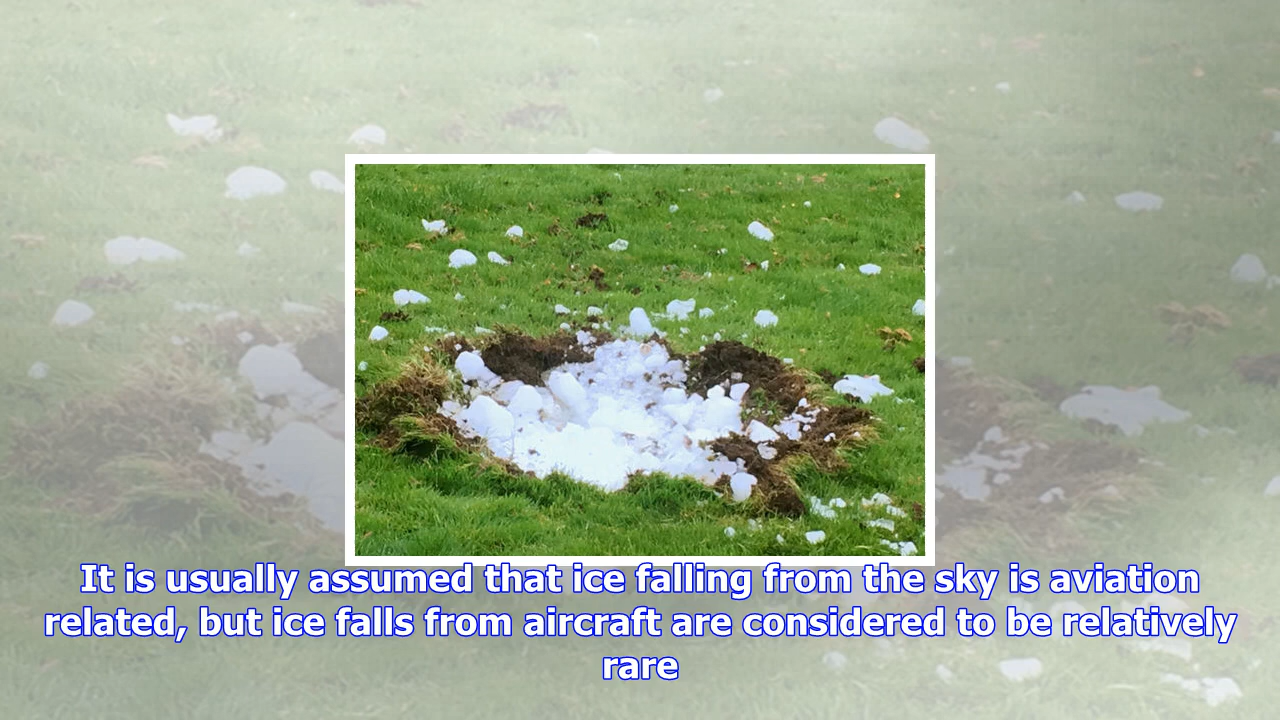 It is usually assumed that ice falling from the sky is aviation
related, but ice falls from aircraft are considered to be relatively
rare